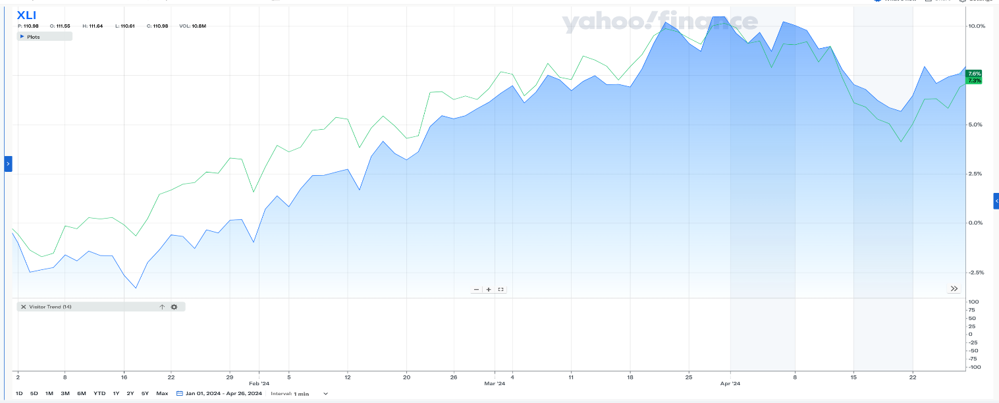 XLI
yahoo!finance
P: 110.98 O: 111.55 H: 111.64 L: 110.61 C: 110.98 VOL: 10.8M
Plots
10.0%
7.6%
7.3%
5.0%
2.5%
0.0%
-2.5%
Visitor Trend (14)
100
75
50
25
0
-25
-50
-75
-100
2 8 16 22 29 5 12 20 26 4 11 18 25 8 15 22
Feb '24 Mar '24 Apr '24
1D 5D 1M 3M 6M YTD 1Y 2Y 5Y Max Jan 01, 2024 - Apr 26, 2024 Interval: 1 min